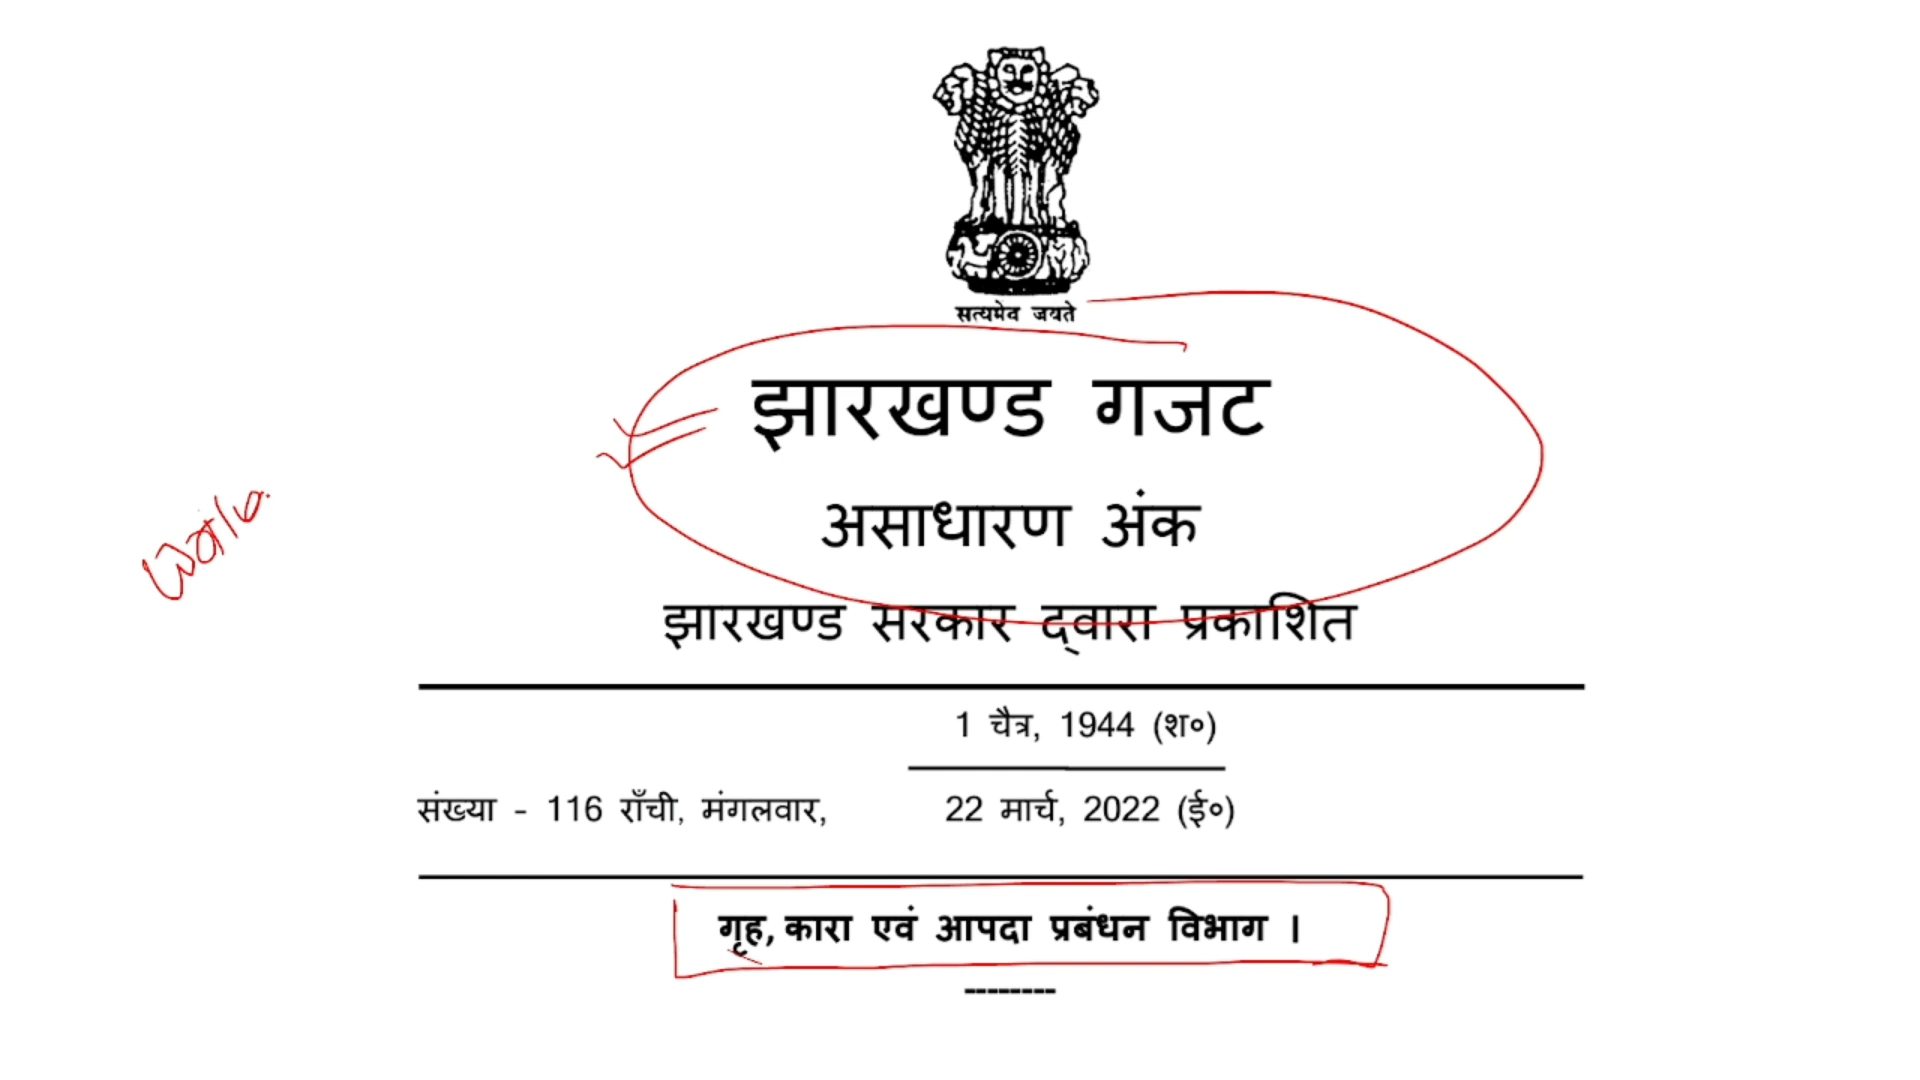 सत्यमेव जयते
झारखण्ड गजट
असाधारण अंक
झारखण्ड सरकार द्वारा प्रकाशित
1 चैत्र, 1944 (श०)
संख्या - 116 राँची, मंगलवार, 22 मार्च, 2022 (ई०)
गृह, कारा एवं आपदा प्रबंधन विभाग ।
--------